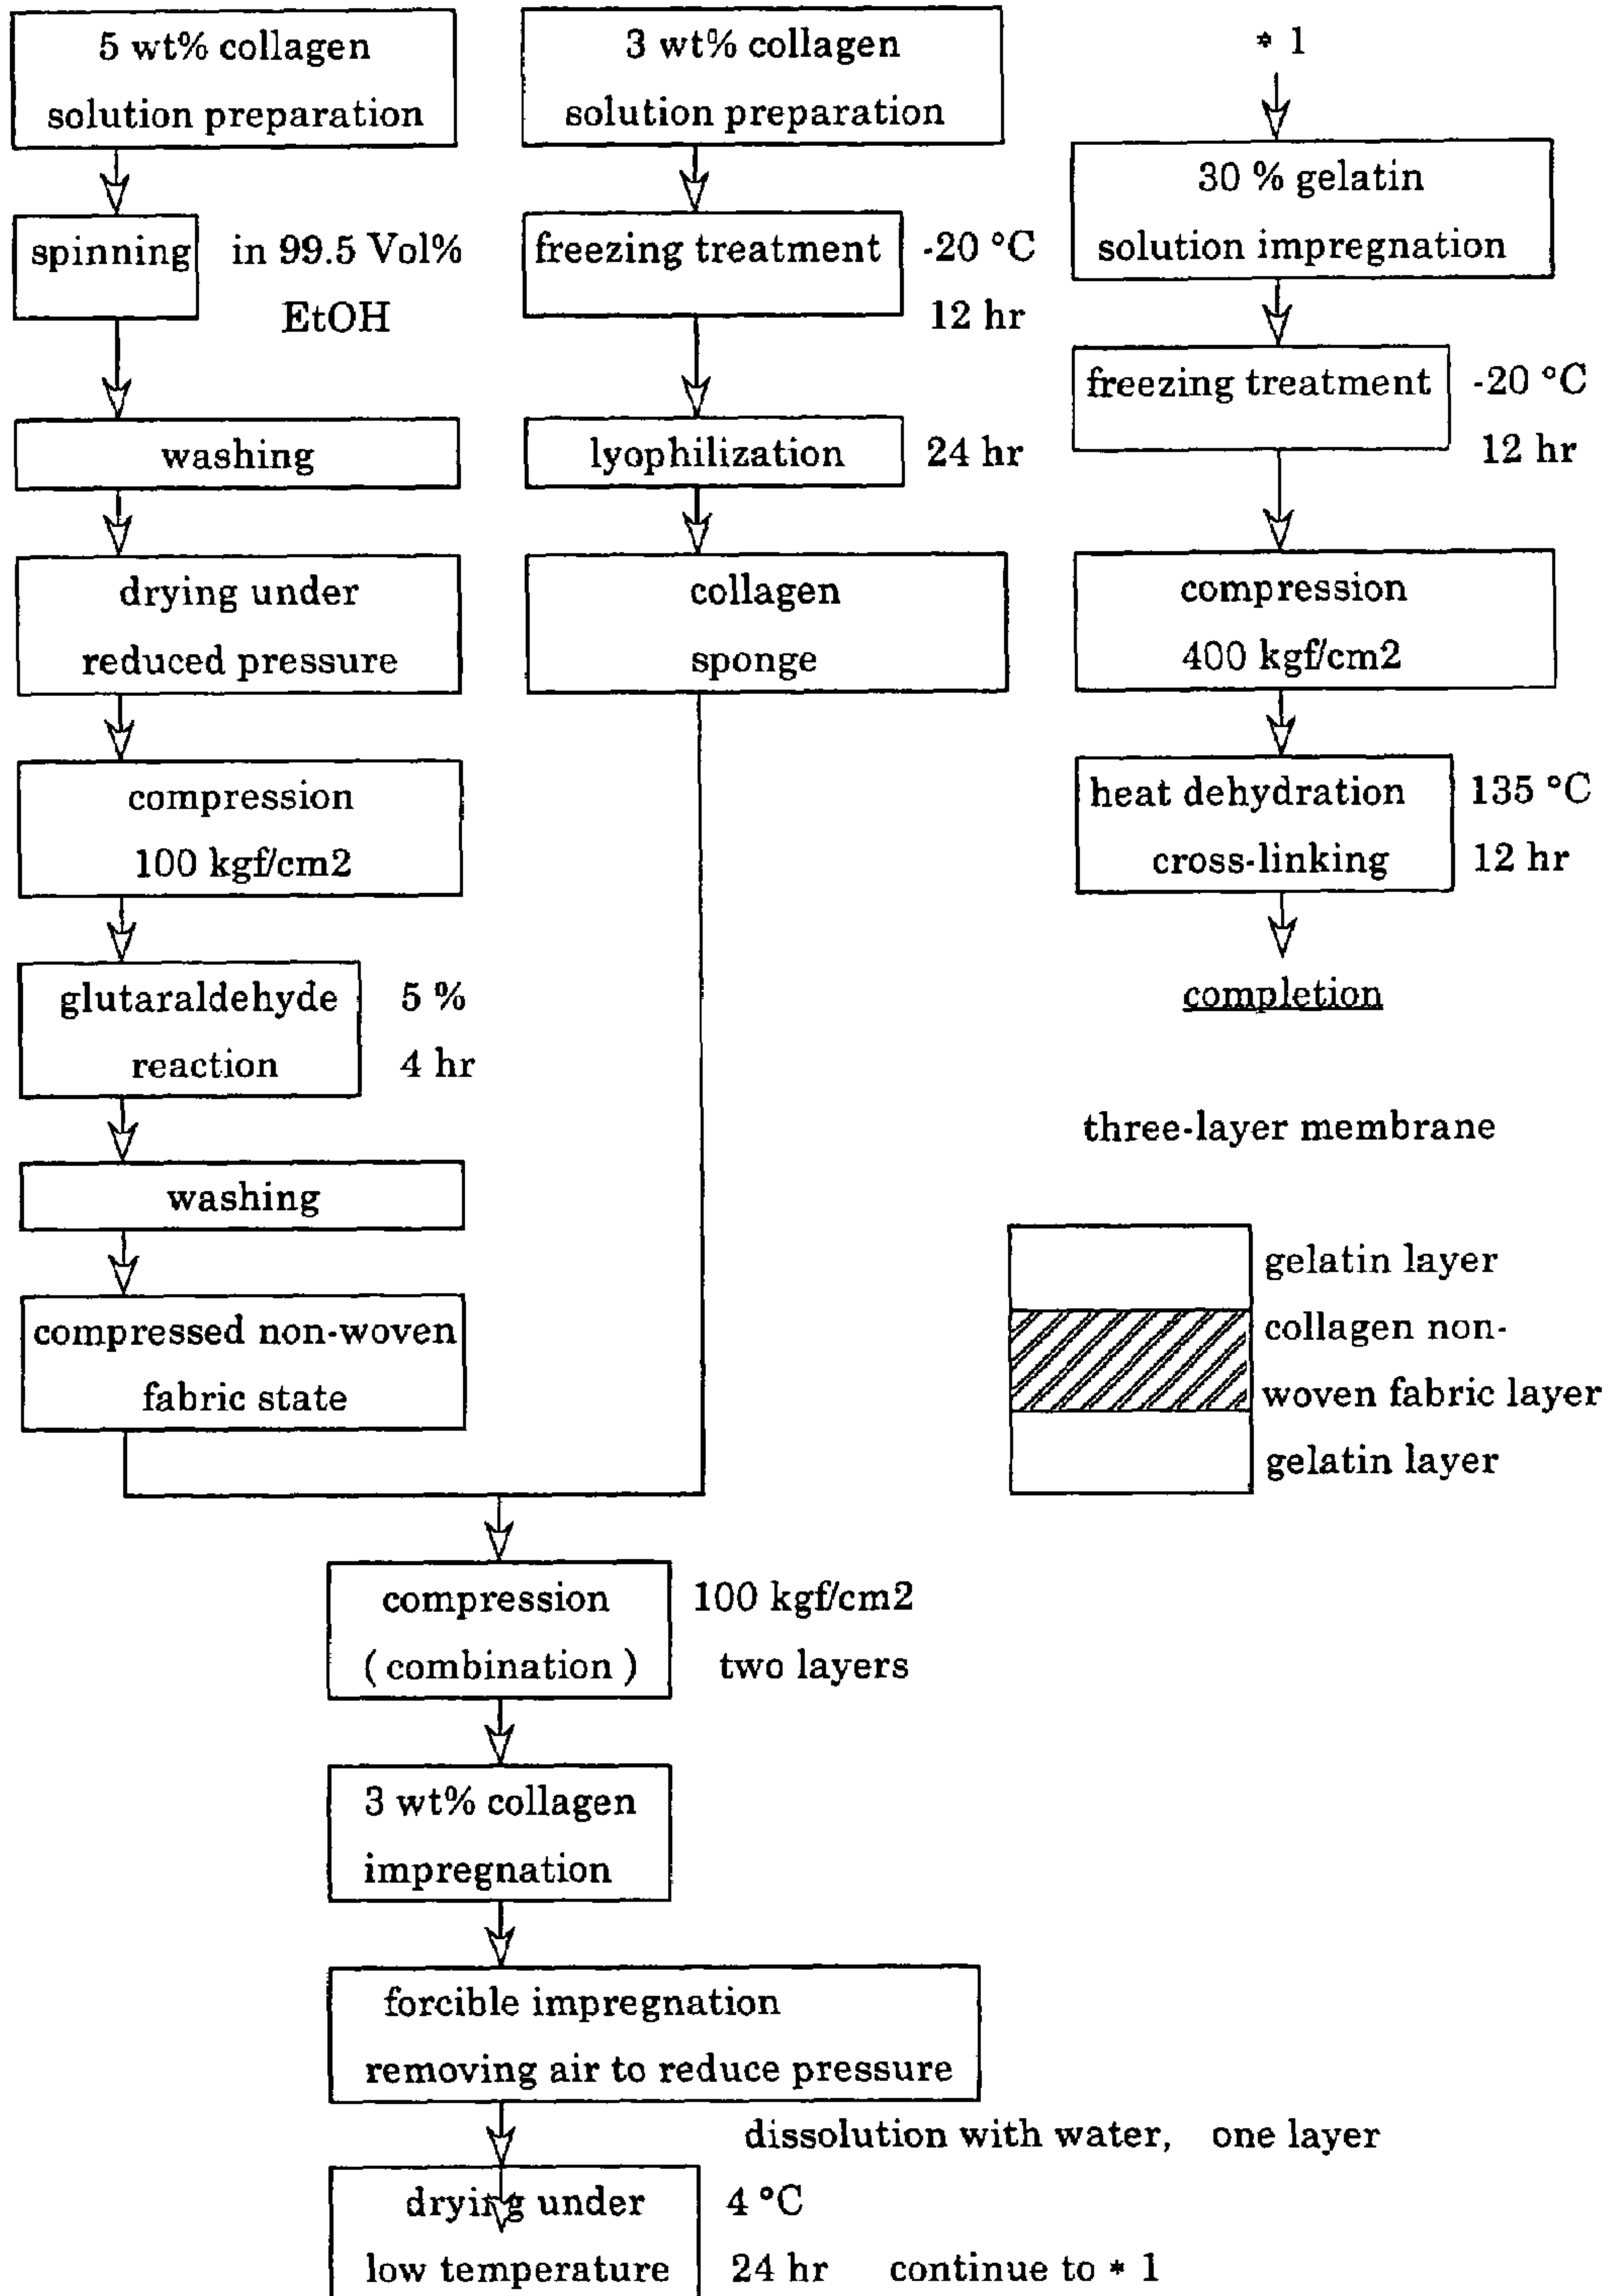 5 wt% collagen
solution preparation
spinning
in 99.5 Vol%
EtOH
washing
drying under
reduced pressure
compression
100 kgf/cm2
glutaraldehyde
reaction
5 %
4 hr
washing
compressed non-woven
fabric state
3 wt% collagen
solution preparation
freezing treatment
-20 °C
12 hr
lyophilization
24 hr
collagen
sponge
compression
( combination )
100 kgf/cm2
two layers
3 wt% collagen
impregnation
forcible impregnation
removing air to reduce pressure
dissolution with water, one layer
drying under
low temperature
4 °C
24 hr continue to * 1
* 1
30 % gelatin
solution impregnation
freezing treatment
-20 °C
12 hr
compression
400 kgf/cm2
heat dehydration
cross-linking
135 °C
12 hr
completion
three-layer membrane
gelatin layer
collagen non-
woven fabric layer
gelatin layer